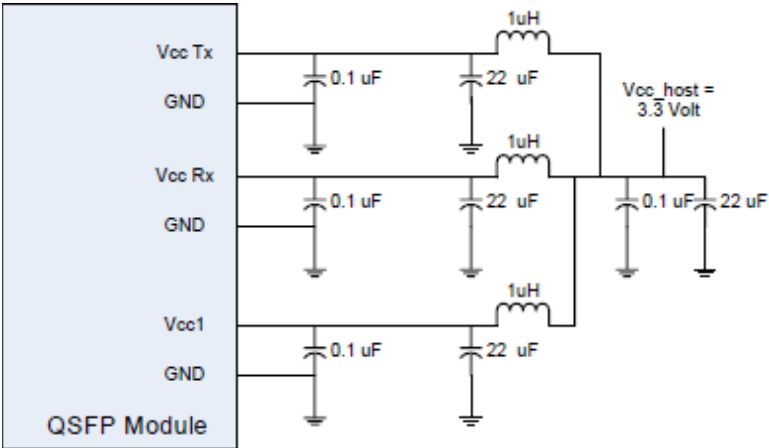 1uH
Vcc Tx
0.1 uF
22 uF
Vcc_host =
3.3 Volt
GND
1uH
Vcc Rx
0.1 uF
22 uF
0.1 uF
22 uF
GND
1uH
Vcc1
0.1 uF
22 uF
GND
QSFP Module